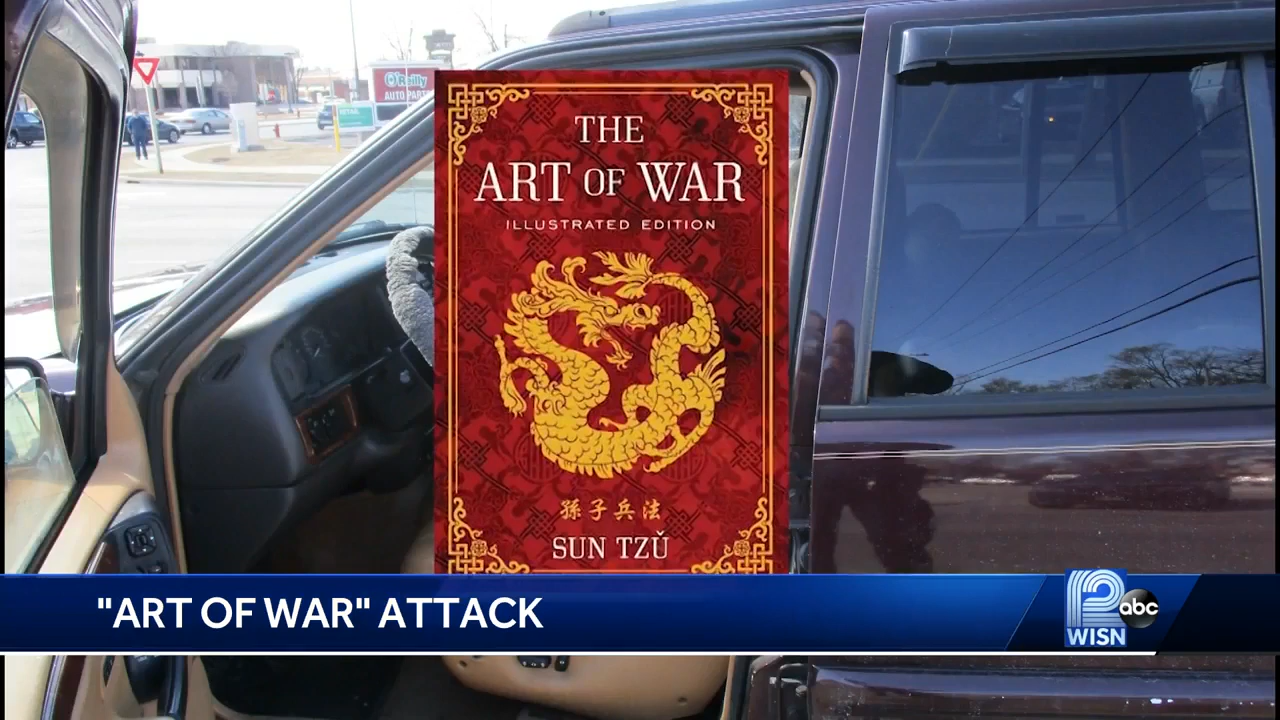 O'Reilly
AUTO PARTS
THE
ART OF WAR
ILLUSTRATED EDITION
孫子兵法
SUN TZŬ
"ART OF WAR" ATTACK
12
abc
WISN